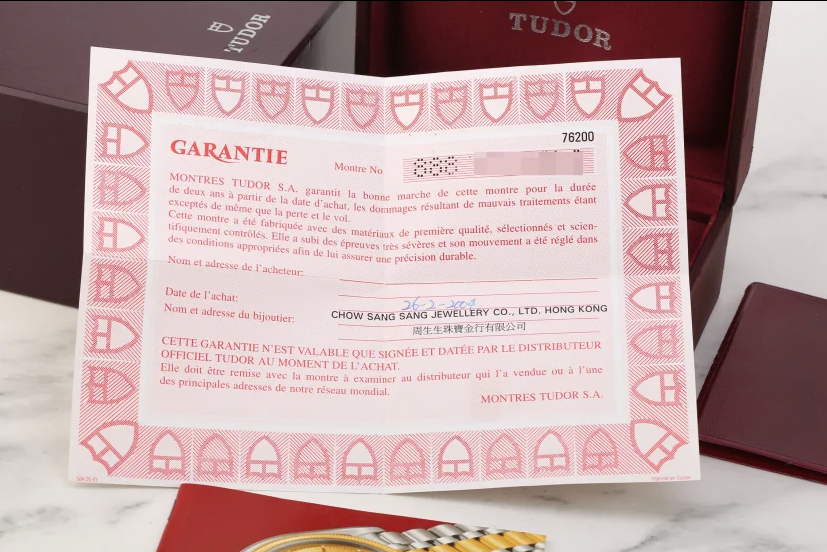 TUDOR
TUDOR
76200
GARANTIE
Montre No
888
MONTRES TUDOR S.A. garantit la bonne marche de cette montre pour la durée
de deux ans à partir de la date d'achat, les dommages résultant de mauvais traitements étant
exceptés de même que la perte et le vol.
Cette montre a été fabriquée avec des matériaux de première qualité, sélectionnés et scien-
tifiquement contrôlés. Elle a subi des épreuves très sévères et son mouvement a été réglé dans
des conditions appropriées afin de lui assurer une précision durable.
Nom et adresse de l'acheteur:
Date de l'achat:
26-2-2004
Nom et adresse du bijoutier:
CHOW SANG SANG JEWELLERY CO., LTD. HONG KONG
周生生珠寶金行有限公司
CETTE GARANTIE N'EST VALABLE QUE SIGNÉE ET DATÉE PAR LE DISTRIBUTEUR
OFFICIEL TUDOR AU MOMENT DE L'ACHAT.
Elle doit être remise avec la montre à examiner au distributeur qui l'a vendue ou à l'une
des principales adresses de notre réseau mondial.
MONTRES TUDOR S.A.